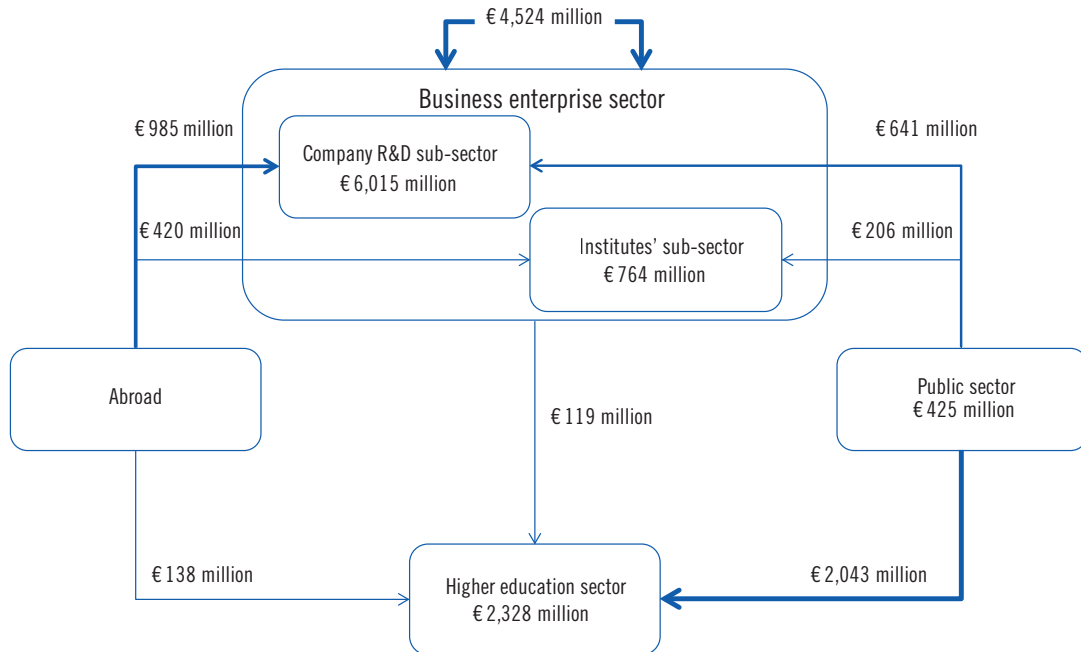 € 4,524 million
Business enterprise sector
€ 985 million
€ 641 million
Company R&D sub-sector
€ 6,015 million
€ 420 million
€ 206 million
Institutes’ sub-sector
€ 764 million
Abroad
Public sector
€ 425 million
€ 119 million
€ 138 million
€ 2,043 million
Higher education sector
€ 2,328 million